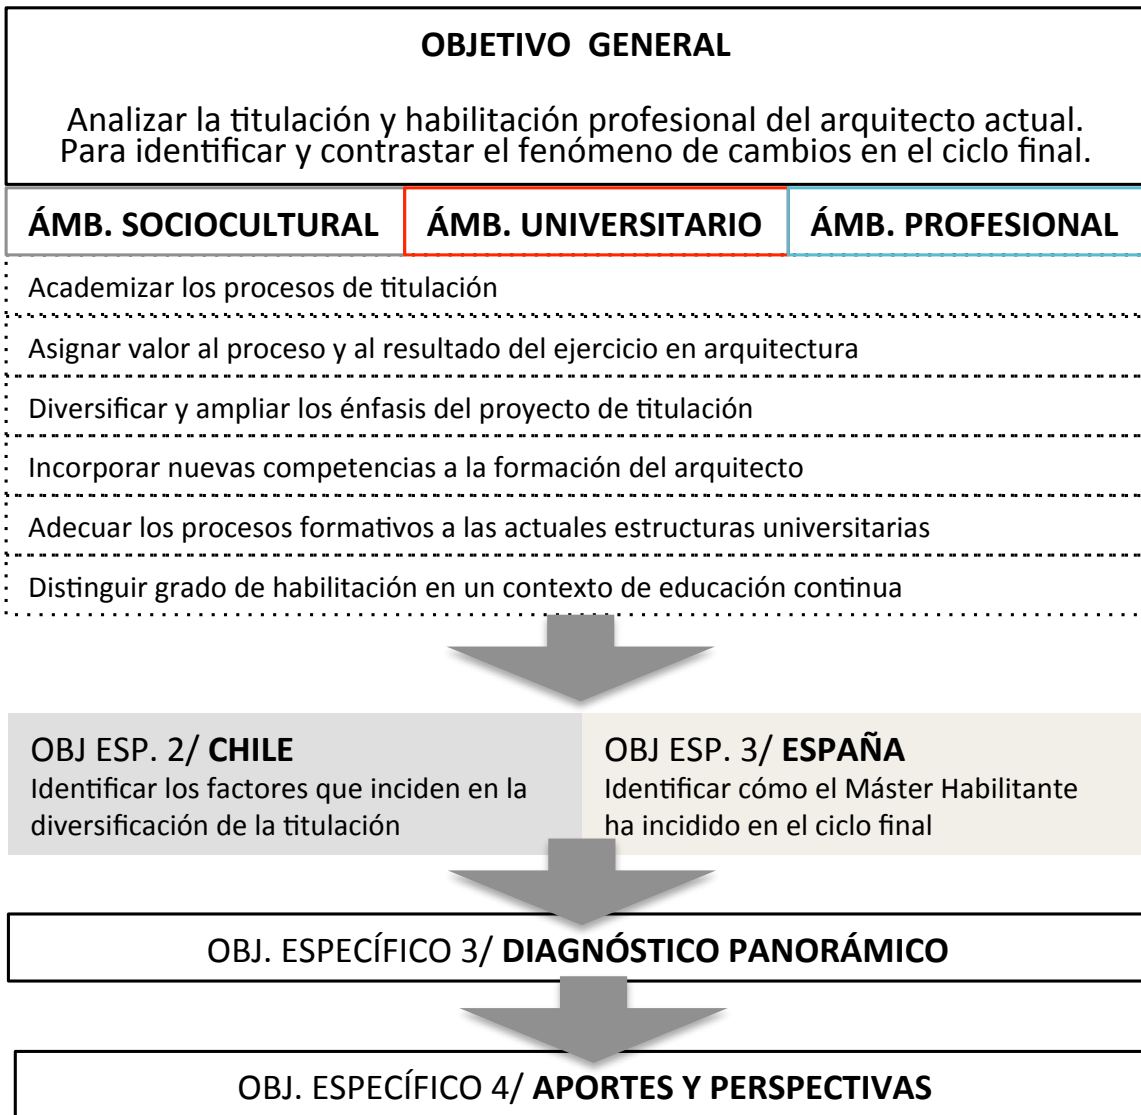 OBJETIVO GENERAL
Analizar la titulación y habilitación profesional del arquitecto actual.
Para identificar y contrastar el fenómeno de cambios en el ciclo final.
ÁMB. SOCIOCULTURAL ÁMB. UNIVERSITARIO ÁMB. PROFESIONAL
Academizar los procesos de titulación
Asignar valor al proceso y al resultado del ejercicio en arquitectura
Diversificar y ampliar los énfasis del proyecto de titulación
Incorporar nuevas competencias a la formación del arquitecto
Adecuar los procesos formativos a las actuales estructuras universitarias
Distinguir grado de habilitación en un contexto de educación continua
OBJ ESP. 2/ CHILE
Identificar los factores que inciden en la
diversificación de la titulación
OBJ ESP. 3/ ESPAÑA
Identificar cómo el Máster Habilitante
ha incidido en el ciclo final
OBJ. ESPECÍFICO 3/ DIAGNÓSTICO PANORÁMICO
OBJ. ESPECÍFICO 4/ APORTES Y PERSPECTIVAS